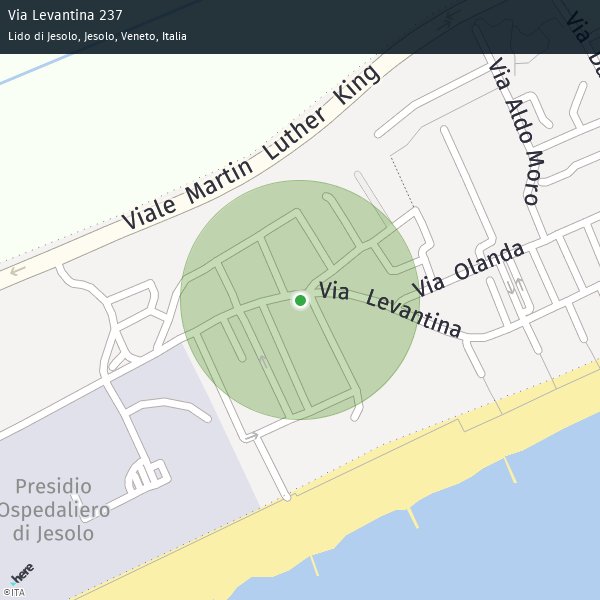 Via Levantina 237
Lido di Jesolo, Jesolo, Veneto, Italia
Via Da
Via Aldo Moro
Viale Martin Luther King
Via Olanda
Via Levantina
Presidio
Ospedaliero
di Jesolo
here
©ITA